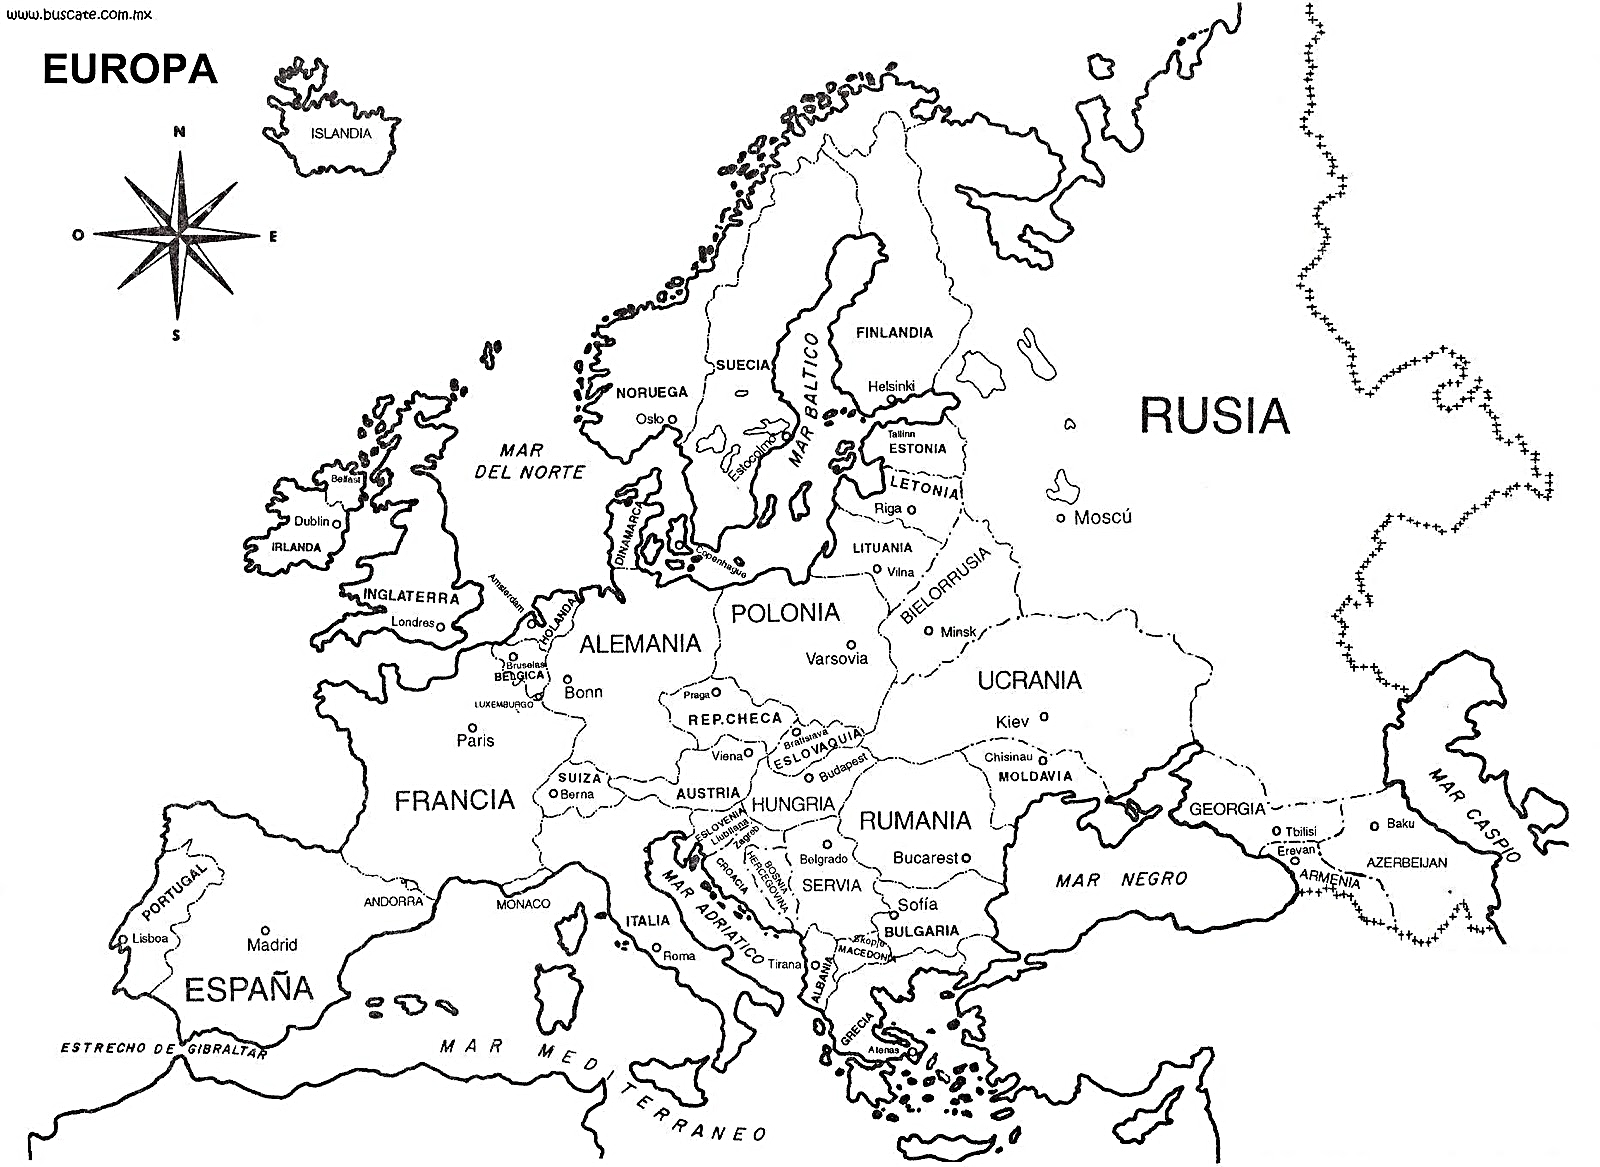 www.buscate.com.mx
EUROPA
ISLANDIA
N
O
E
S
RUSIA
FINLANDIA
Helsinki
SUECIA
Estocolmo
NORUEGA
Oslo
MAR BALTICO
MAR
DEL NORTE
Tallinn
ESTONIA
LETONIA
Riga
LITUANIA
Vilna
Moscú
Belfast
Dublin
IRLANDA
INGLATERRA
Londres
DINAMARCA
Copenhague
Amsterdam
HOLANDA
Bruselas
BELGICA
LUXEMBURGO
ALEMANIA
Bonn
POLONIA
Varsovia
BIELORRUSIA
Minsk
UCRANIA
Kiev
Praga
REP.CHECA
Bratislava
ESLOVAQUIA
Paris
FRANCIA
SUIZA
Berna
Viena
AUSTRIA
Budapest
HUNGRIA
Chisinau
MOLDAVIA
RUMANIA
Bucarest
ESLOVENIA
Liubliana
Zagreb
CROACIA
BOSNIA
HERCEGOVINA
Belgrado
SERVIA
Sofía
BULGARIA
Skopje
MACEDONIA
Tirana
ALBANIA
GRECIA
Atenas
MAR NEGRO
GEORGIA
Tbilisi
Erevan
ARMENIA
Baku
AZERBEIJAN
MAR CASPIO
PORTUGAL
Lisboa
Madrid
ESPAÑA
ANDORRA
MONACO
ITALIA
Roma
MAR ADRIATICO
ESTRECHO DE GIBRALTAR
MAR MEDITERRANEO